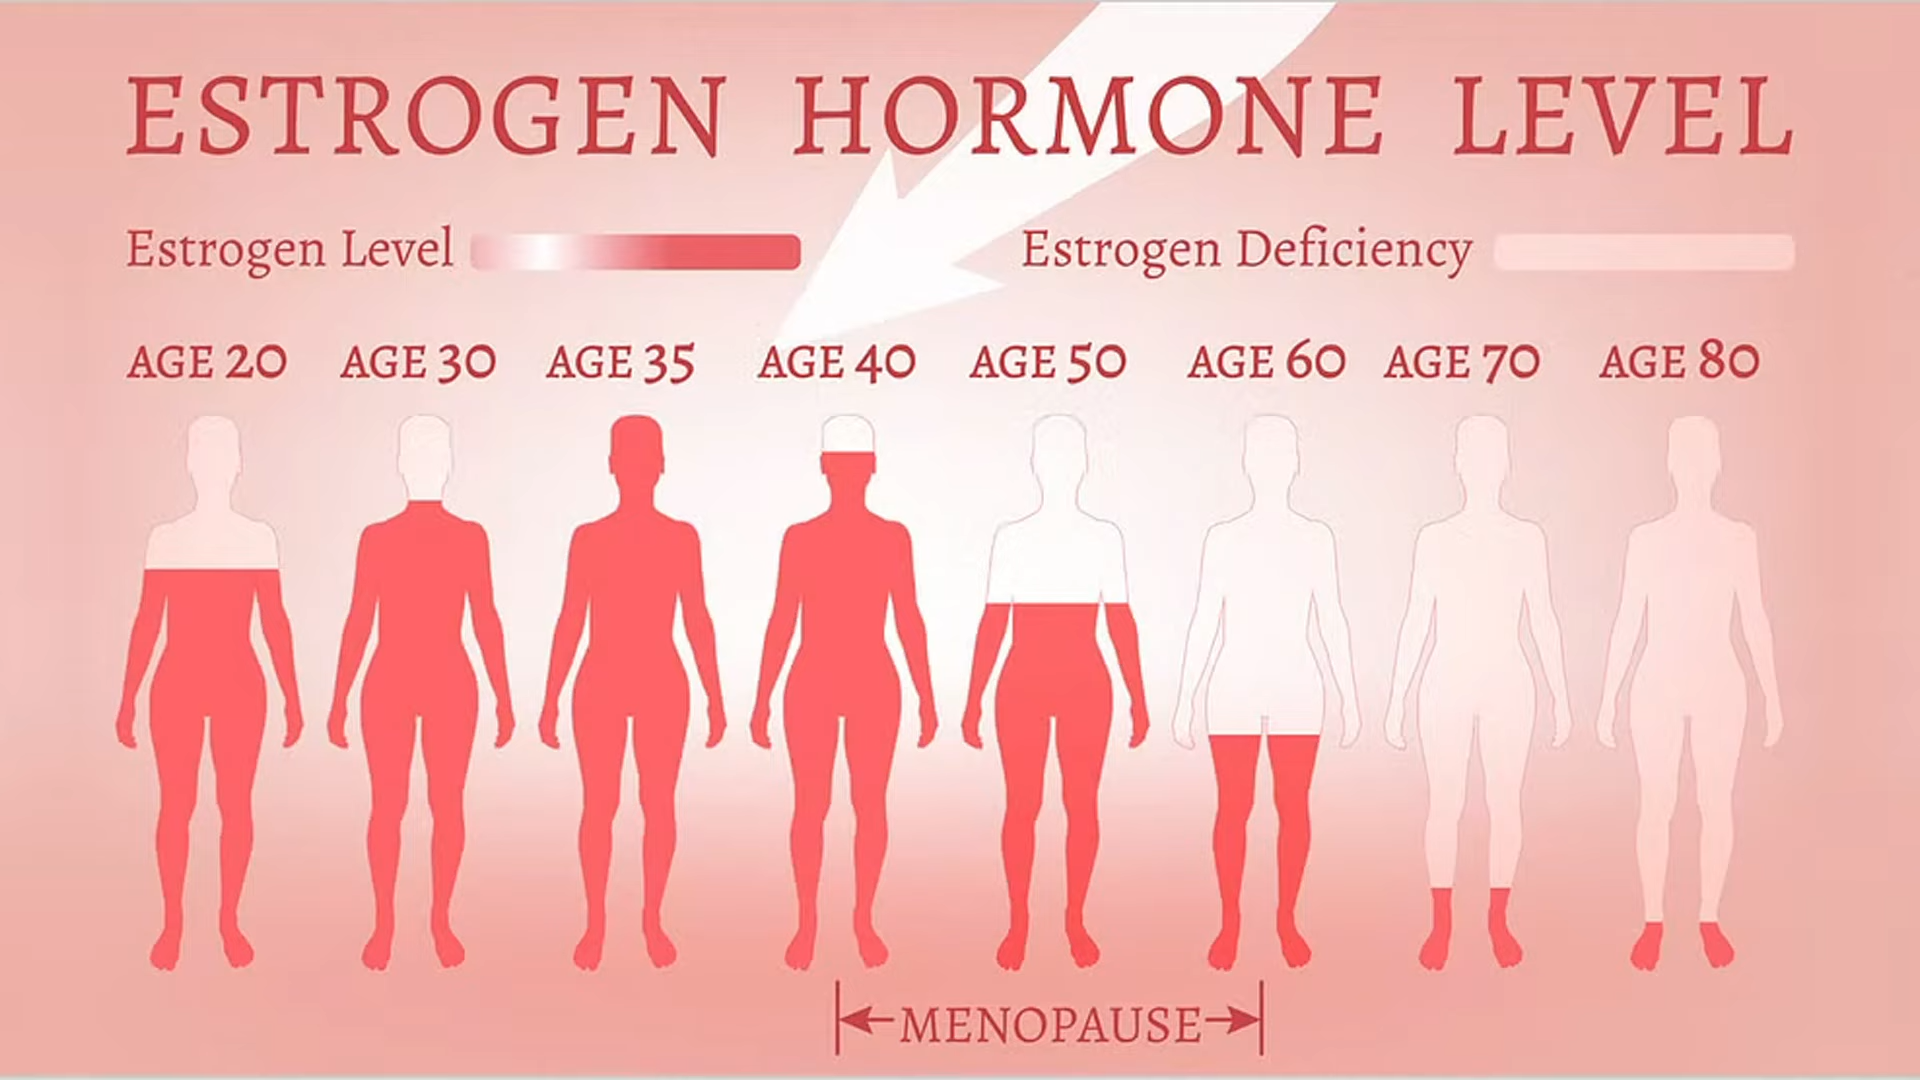 ESTROGEN HORMONE LEVEL
Estrogen Level
Estrogen Deficiency
AGE 20
AGE 30
AGE 35
AGE 40
AGE 50
AGE 60
AGE 70
AGE 80
MENOPAUSE